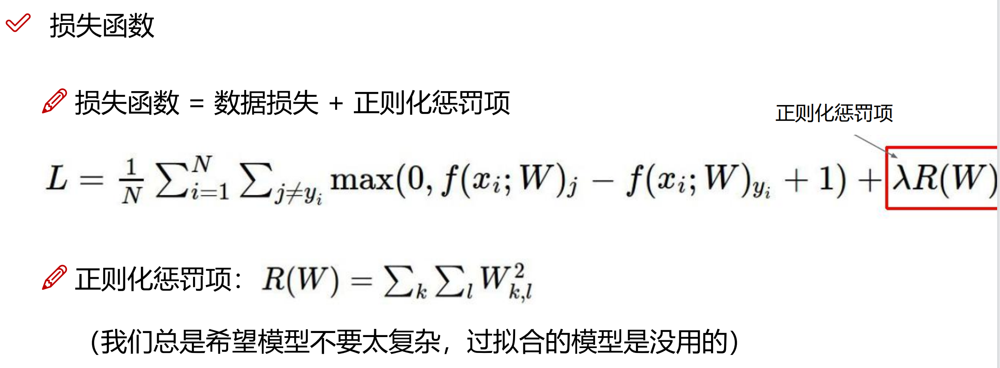 损失函数
损失函数 = 数据损失 + 正则化惩罚项
正则化惩罚项
L = \frac{1}{N} \sum_{i=1}^{N} \sum_{j \neq y_i} \max(0, f(x_i; W)_j - f(x_i; W)_{y_i} + 1) + \lambda R(W)
正则化惩罚项： R(W) = \sum_k \sum_l W_{k,l}^2
（我们总是希望模型不要太复杂，过拟合的模型是没用的）